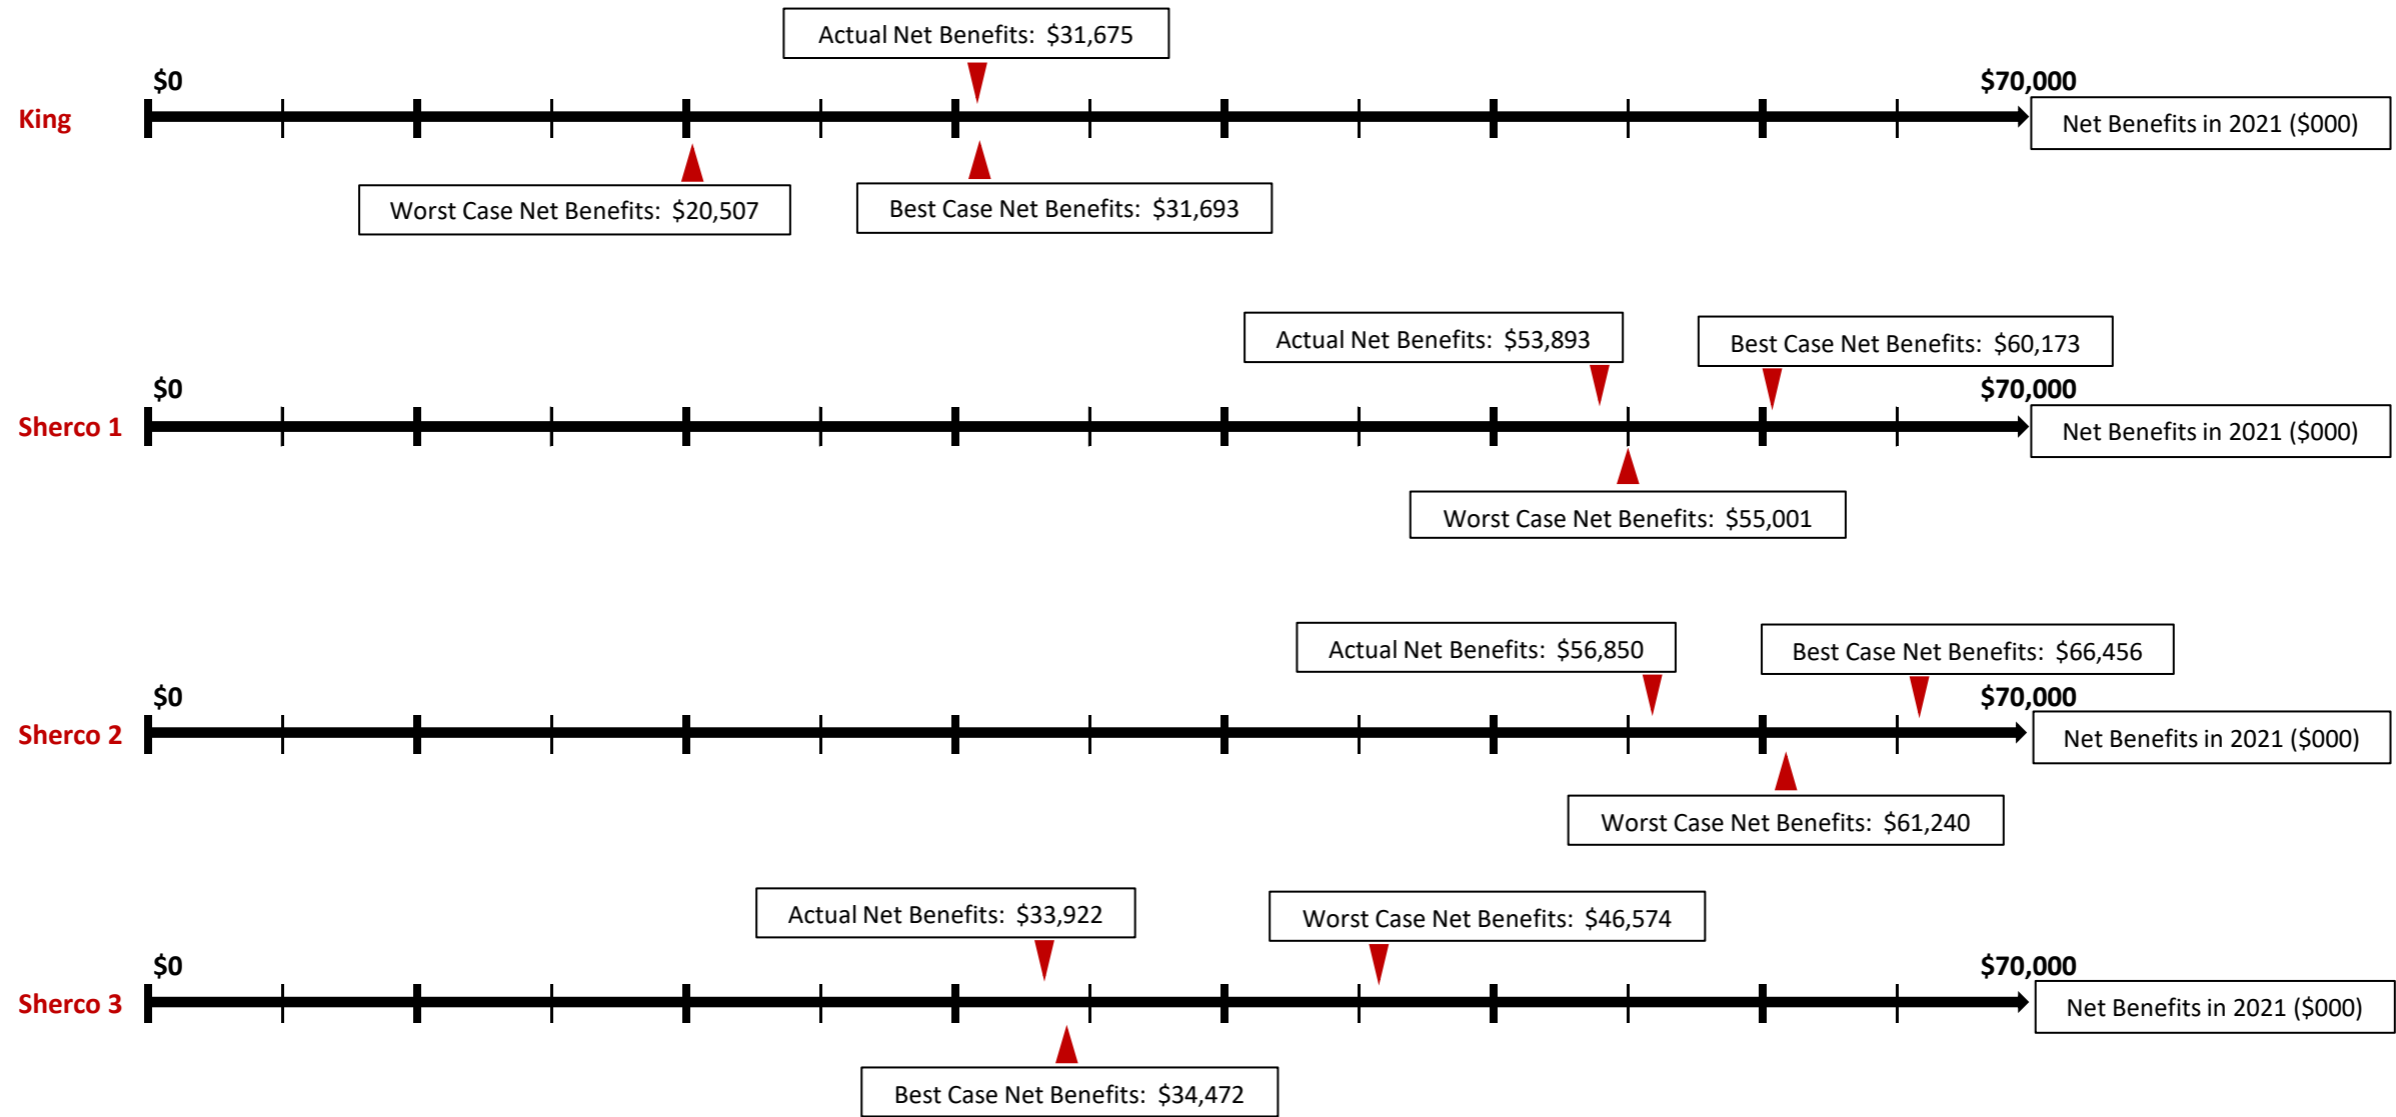 Actual Net Benefits: $31,675
$0
$70,000
King
Net Benefits in 2021 ($000)
Worst Case Net Benefits: $20,507
Best Case Net Benefits: $31,693
Actual Net Benefits: $53,893
Best Case Net Benefits: $60,173
$0
$70,000
Sherco 1
Net Benefits in 2021 ($000)
Worst Case Net Benefits: $55,001
Actual Net Benefits: $56,850
Best Case Net Benefits: $66,456
$0
$70,000
Sherco 2
Net Benefits in 2021 ($000)
Worst Case Net Benefits: $61,240
Actual Net Benefits: $33,922
Worst Case Net Benefits: $46,574
$0
$70,000
Sherco 3
Net Benefits in 2021 ($000)
Best Case Net Benefits: $34,472